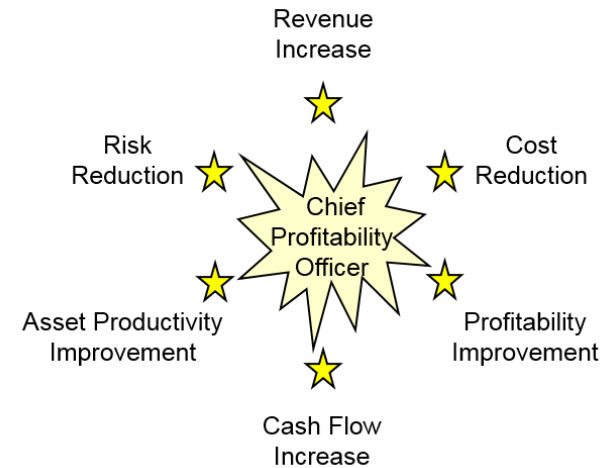 Revenue
Increase
Risk
Reduction
Cost
Reduction
Chief
Profitability
Officer
Asset Productivity
Improvement
Profitability
Improvement
Cash Flow
Increase